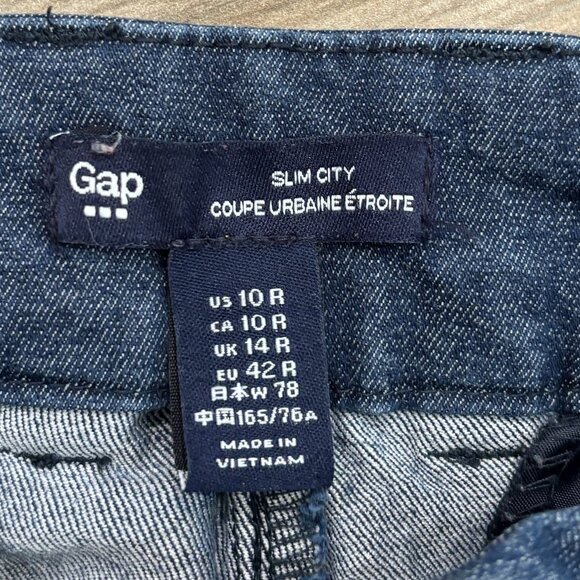 Gap
SLIM CITY
COUPE URBAINE ÉTROITE
US 10 R
CA 10 R
UK 14 R
EU 42 R
日本W 78
中国165/76A
MADE IN
VIETNAM